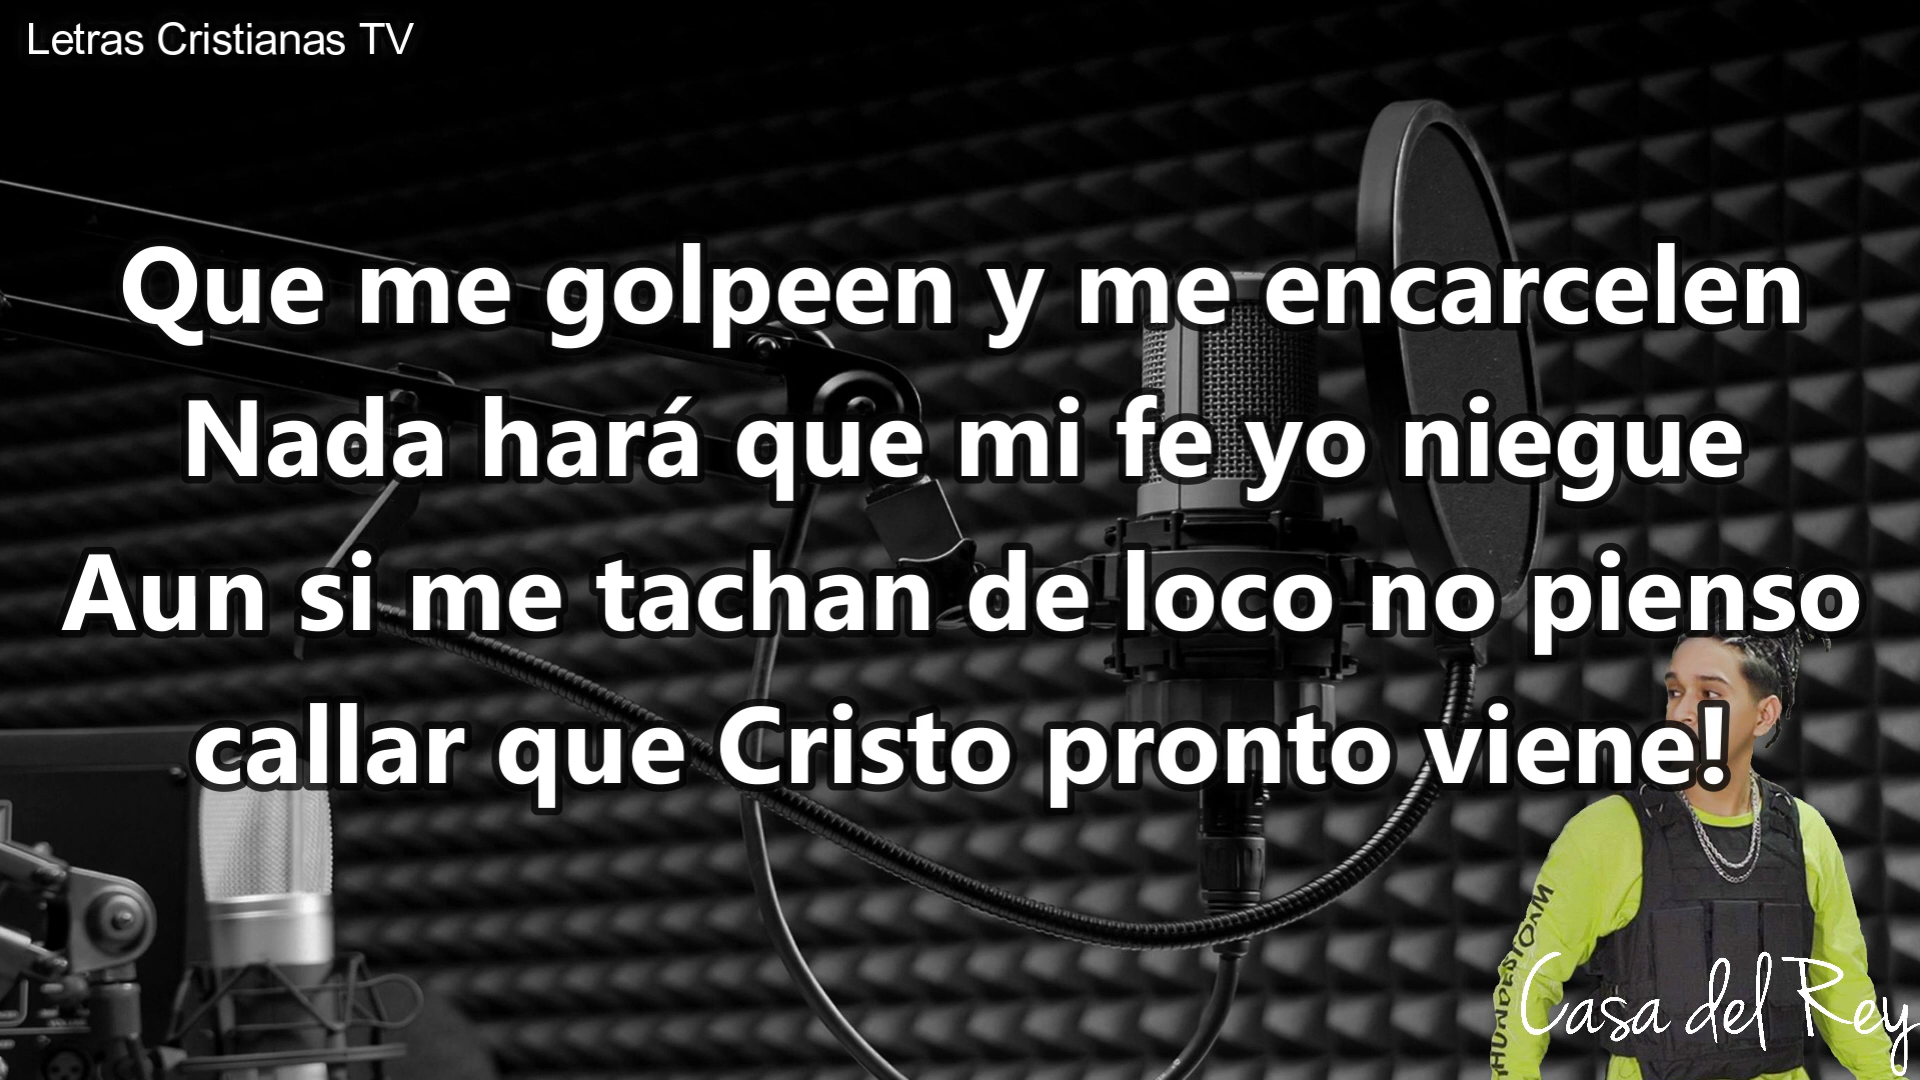 Letras Cristianas TV
Que me golpeen y me encarcelen
Nada hará que mi fe yo niegue
Aun si me tachan de loco no pienso
callar que Cristo pronto viene!
Casa del Rey